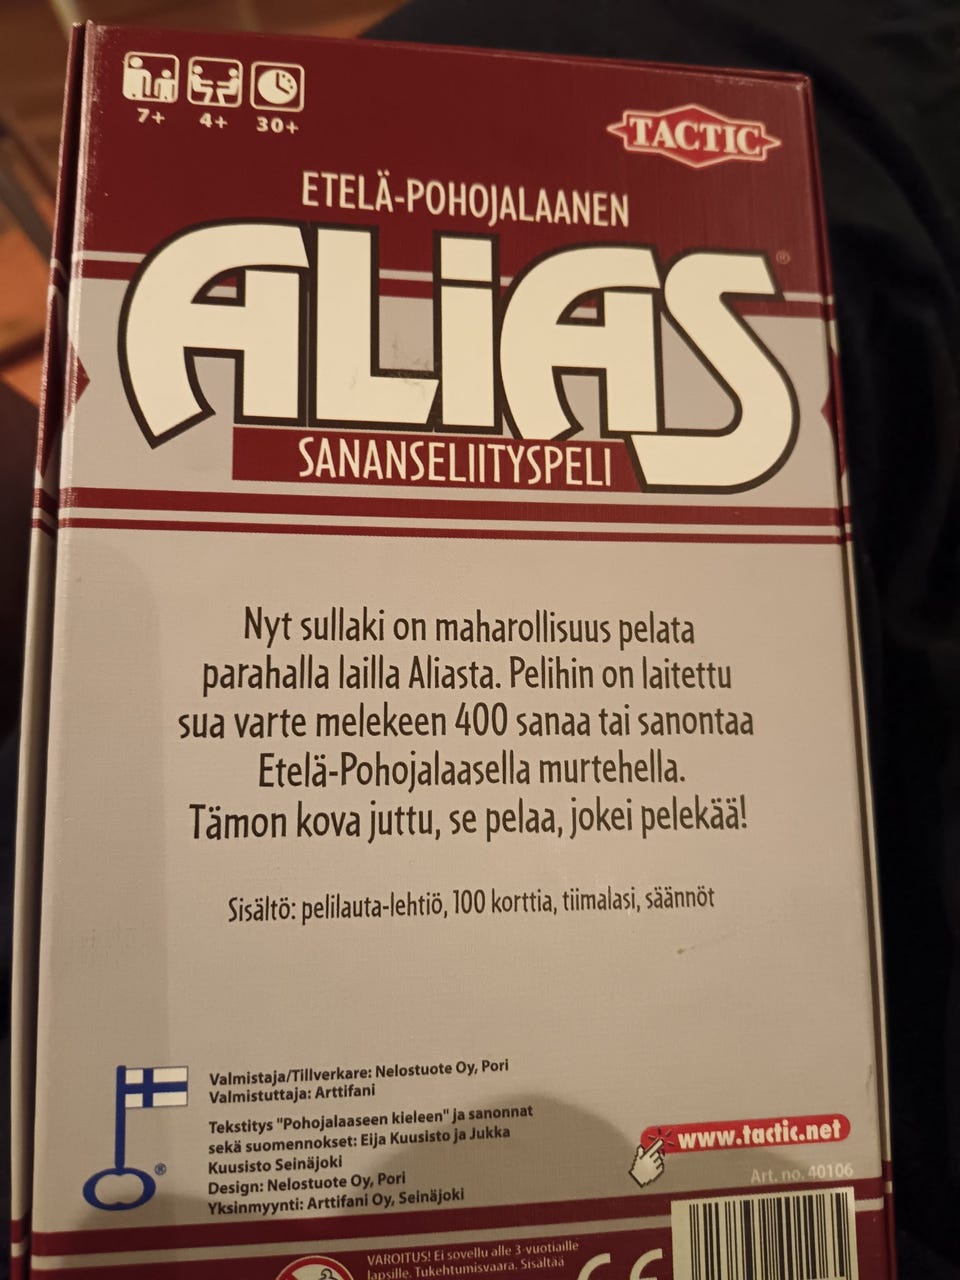 7+ 4+ 30+
TACTIC
ETELÄ-POHOJALAANEN
ALiAS®
SANANSELIITYSPELI
Nyt sullaki on maharollisuus pelata
parahalla lailla Aliasta. Pelihin on laitettu
sua varte melekeen 400 sanaa tai sanontaa
Etelä-Pohojalaasella murtehella.
Tämon kova juttu, se pelaa, jokei pelekää!
Sisältö: pelilauta-lehtiö, 100 korttia, tiimalasi, säännöt
Valmistaja/Tillverkare: Nelostuote Oy, Pori
Valmistuttaja: Arttifani
Tekstitys "Pohojalaaseen kieleen" ja sanonnat
sekä suomennokset: Eija Kuusisto ja Jukka
Kuusisto Seinäjoki
Design: Nelostuote Oy, Pori
Yksinmyynti: Arttifani Oy, Seinäjoki
®
www.tactic.net
Art. no. 40106
VAROITUS! Ei sovellu alle 3-vuotiaille
lapsille. Tukehtumisvaara. Sisältää
CE